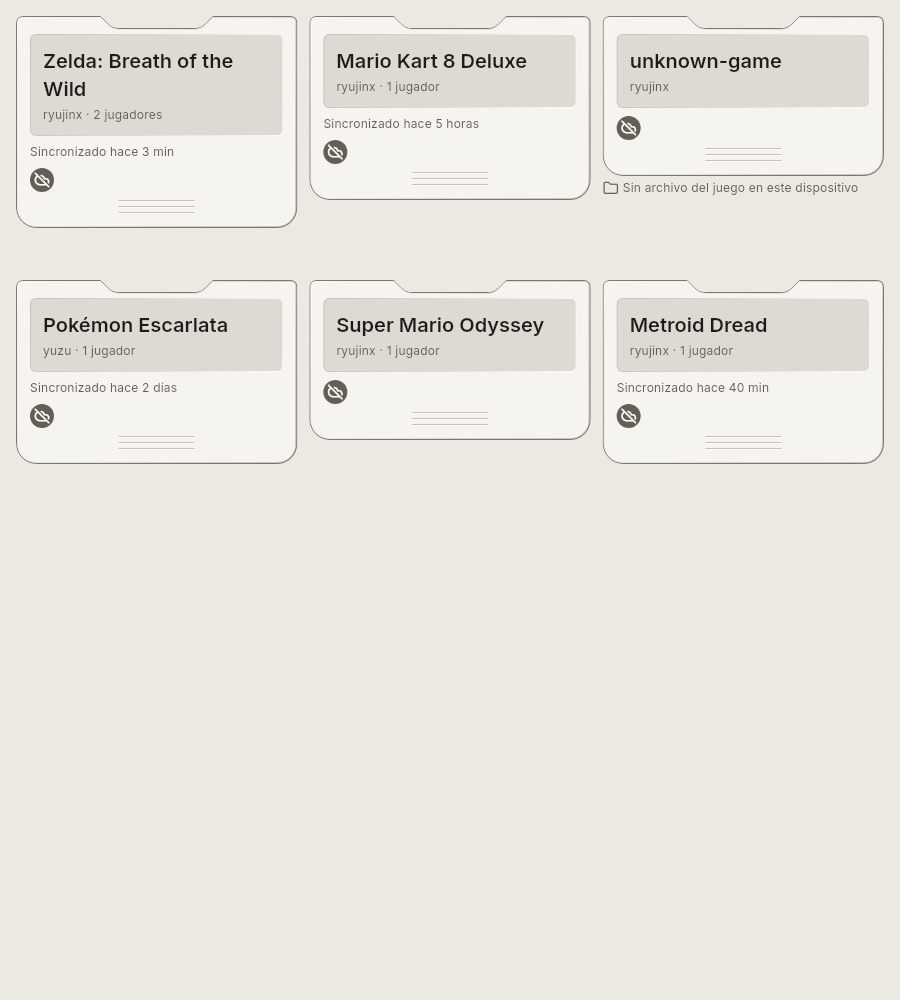 Zelda: Breath of the
Wild
ryujinx · 2 jugadores
Sincronizado hace 3 min
Mario Kart 8 Deluxe
ryujinx · 1 jugador
Sincronizado hace 5 horas
unknown-game
ryujinx
Sin archivo del juego en este dispositivo
Pokémon Escarlata
yuzu · 1 jugador
Sincronizado hace 2 días
Super Mario Odyssey
ryujinx · 1 jugador
Metroid Dread
ryujinx · 1 jugador
Sincronizado hace 40 min